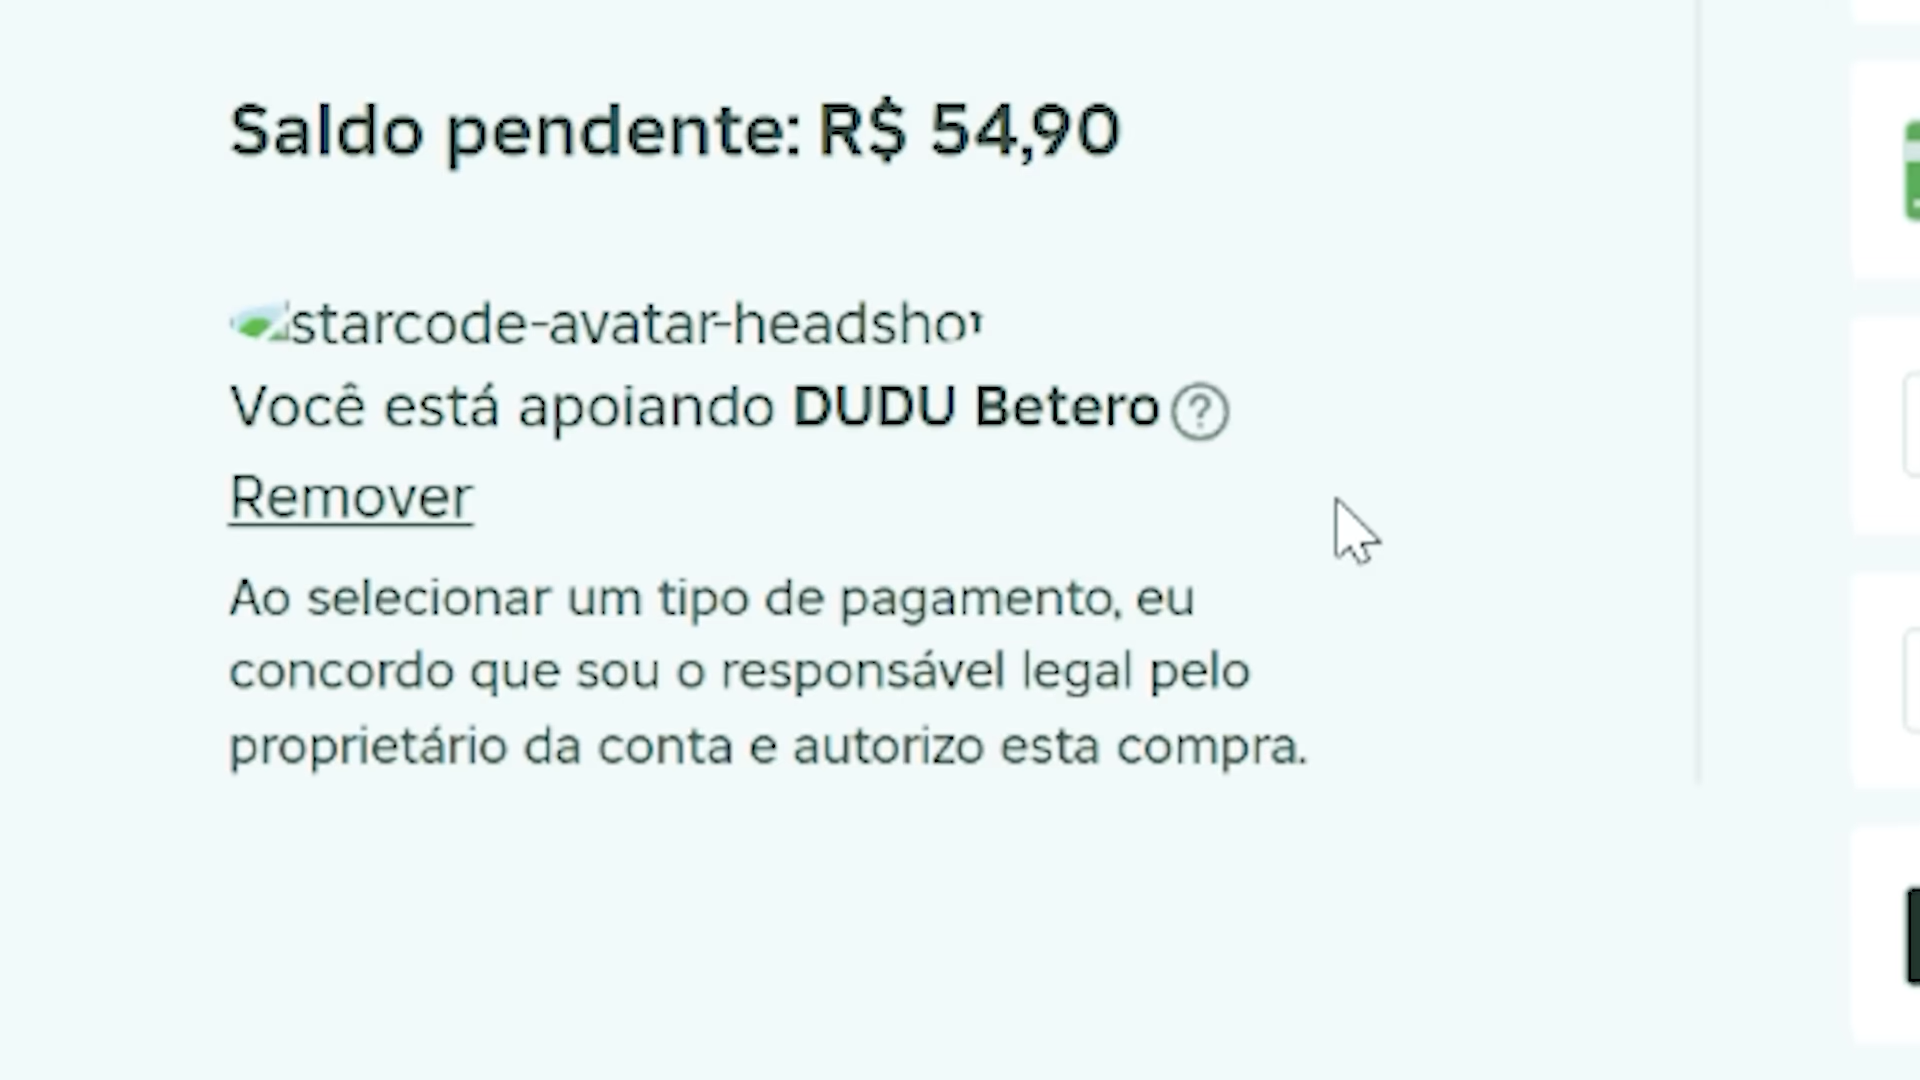 Saldo pendente: R$ 54,90
starcode-avatar-headshot
Você está apoiando DUDU Betero ?
Remover
Ao selecionar um tipo de pagamento, eu
concordo que sou o responsável legal pelo
proprietário da conta e autorizo esta compra.